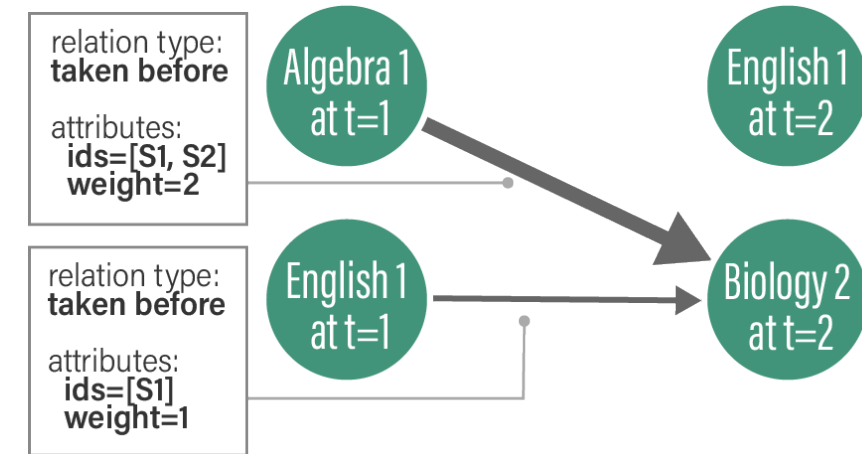 relation type:
taken before
attributes:
ids=[S1, S2]
weight=2
Algebra 1
at t=1
English 1
at t=2
relation type:
taken before
attributes:
ids=[S1]
weight=1
English 1
at t=1
Biology 2
at t=2